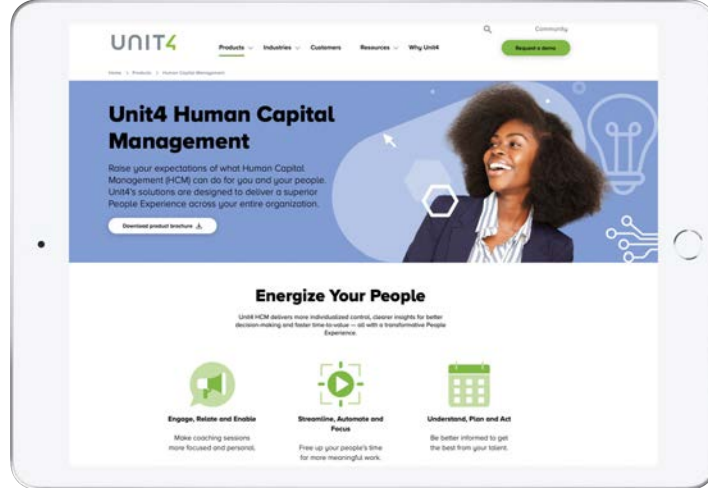 UNIT4
Community
Products Industries Customers Resources Why Unit4
Request a demo
Home > Products > Human Capital Management
Unit4 Human Capital
Management
Raise your expectations of what Human Capital
Management (HCM) can do for you and your people.
Unit4's solutions are designed to deliver a superior
People Experience across your entire organization.
Download product brochure
Energize Your People
Unit4 HCM delivers more individualized control, clearer insights for better
decision-making and faster time-to-value — all with a transformative People
Experience.
Engage, Relate and Enable
Make coaching sessions
more focused and personal.
Streamline, Automate and
Focus
Free up your people's time
for more meaningful work.
Understand, Plan and Act
Be better informed to get
the best from your talent.